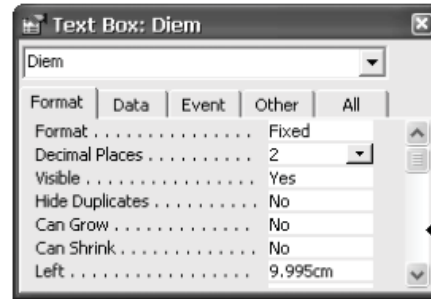 Text Box: Diem
Diem
Format Data Event Other All
Format . . . . . . . . . . . . . . . Fixed
Decimal Places . . . . . . . . . . 2
Visible . . . . . . . . . . . . . . . . . Yes
Hide Duplicates . . . . . . . . . . No
Can Grow . . . . . . . . . . . . . No
Can Shrink . . . . . . . . . . . . . No
Left . . . . . . . . . . . . . . . . . . 9.995cm